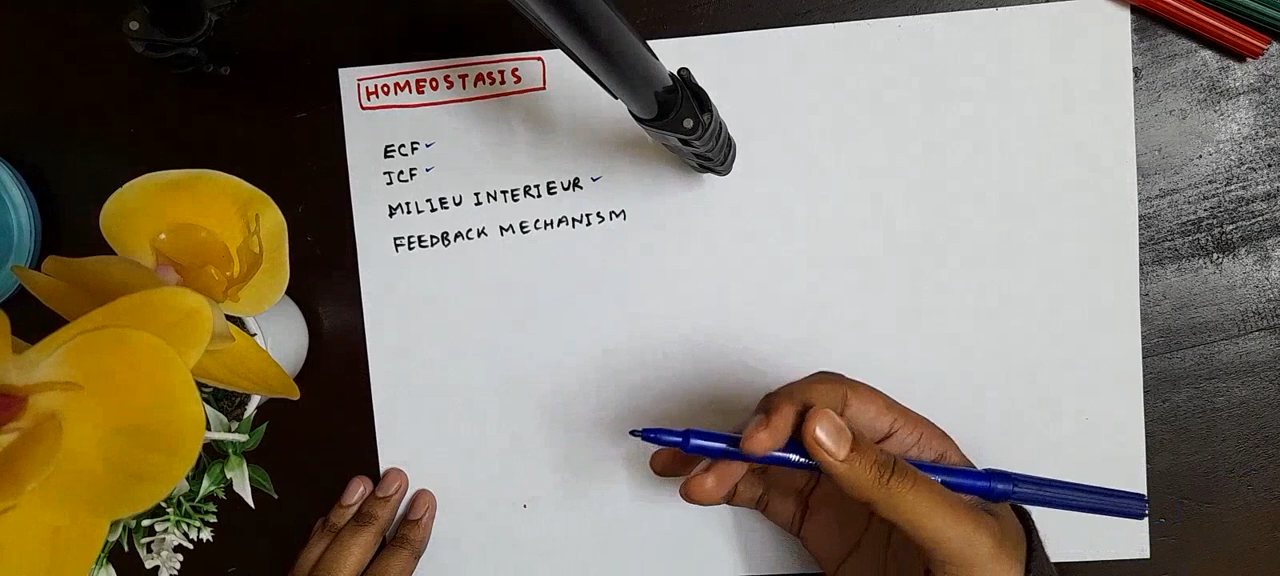 HOMEOSTASIS
ECF
ICF
MILIEU INTERIEUR
FEEDBACK MECHANISM